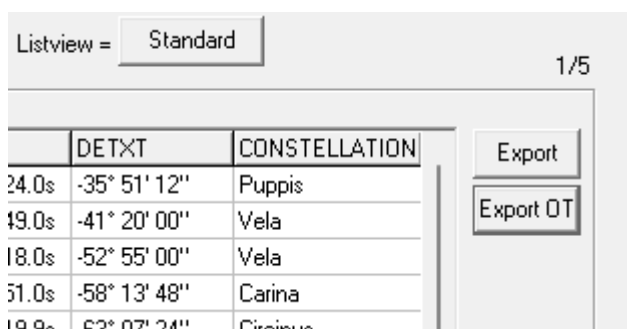 Listview = Standard
1/5
DETXT CONSTELLATION Export
24.0s -35° 51' 12'' Puppis
Export OT
49.0s -41° 20' 00'' Vela
18.0s -52° 55' 00'' Vela
51.0s -58° 13' 48'' Carina